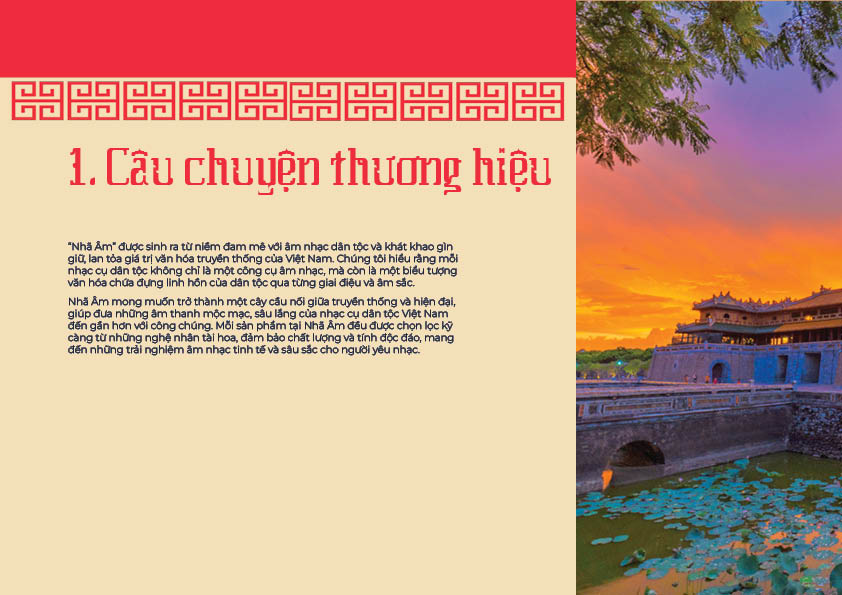 1. Câu chuyện thương hiệu
"Nhã Âm" được sinh ra từ niềm đam mê với âm nhạc dân tộc và khát khao gìn
giữ, lan tỏa giá trị văn hóa truyền thống của Việt Nam. Chúng tôi hiểu rằng mỗi
nhạc cụ dân tộc không chỉ là một công cụ âm nhạc, mà còn là một biểu tượng
văn hóa chứa đựng linh hồn của dân tộc qua từng giai điệu và âm sắc.
Nhã Âm mong muốn trở thành một cây cầu nối giữa truyền thống và hiện đại,
giúp đưa những âm thanh mộc mạc, sâu lắng của nhạc cụ dân tộc Việt Nam
đến gần hơn với công chúng. Mỗi sản phẩm tại Nhã Âm đều được chọn lọc kỹ
càng từ những nghệ nhân tài hoa, đảm bảo chất lượng và tính độc đáo, mang
đến những trải nghiệm âm nhạc tinh tế và sâu sắc cho người yêu nhạc.